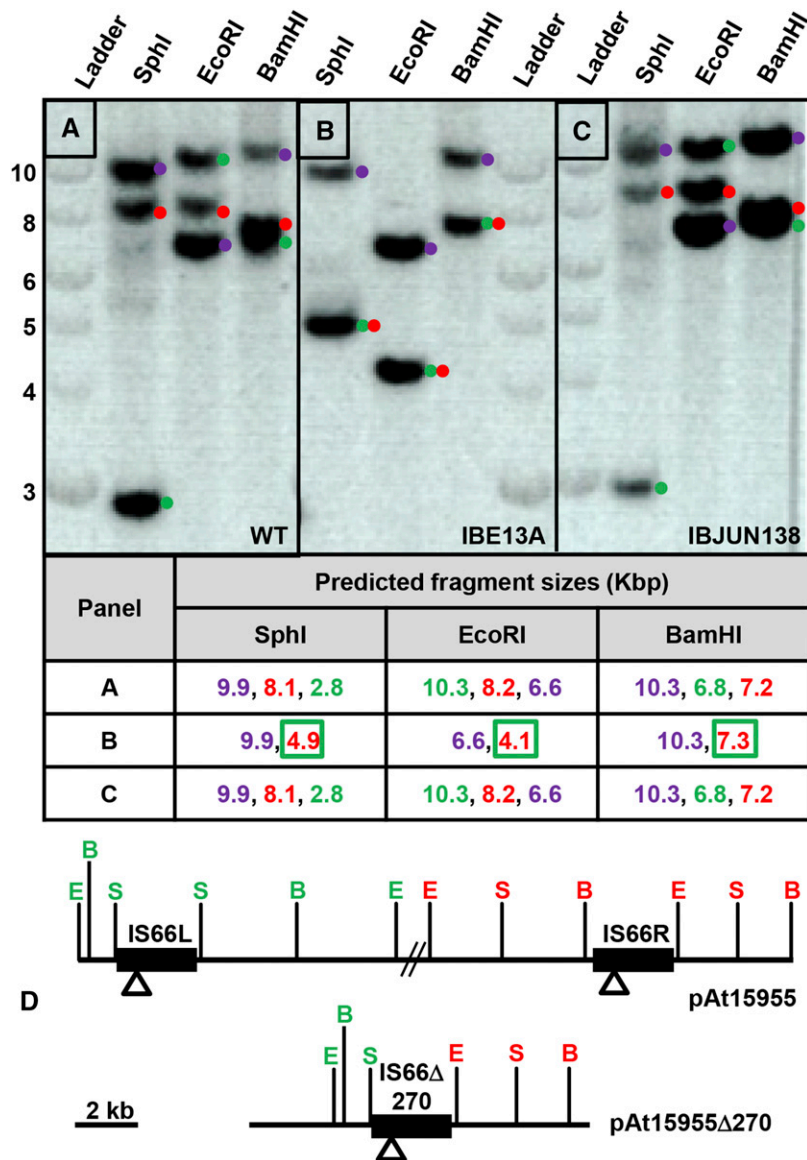 Ladder SphI EcoRI BamHI SphI EcoRI BamHI Ladder Ladder SphI EcoRI BamHI
A B C
10
8
6
5
4
3
WT IBE13A IBJUN138
Panel Predicted fragment sizes (Kbp)
SphI EcoRI BamHI
A 9.9, 8.1, 2.8 10.3, 8.2, 6.6 10.3, 6.8, 7.2
B 9.9, 4.9 6.6, 4.1 10.3, 7.3
C 9.9, 8.1, 2.8 10.3, 8.2, 6.6 10.3, 6.8, 7.2
B
E S S B E E S B E S B
IS66L // IS66R
pAt15955
D
B
E S E S B
IS66Δ
270
2 kb pAt15955Δ270